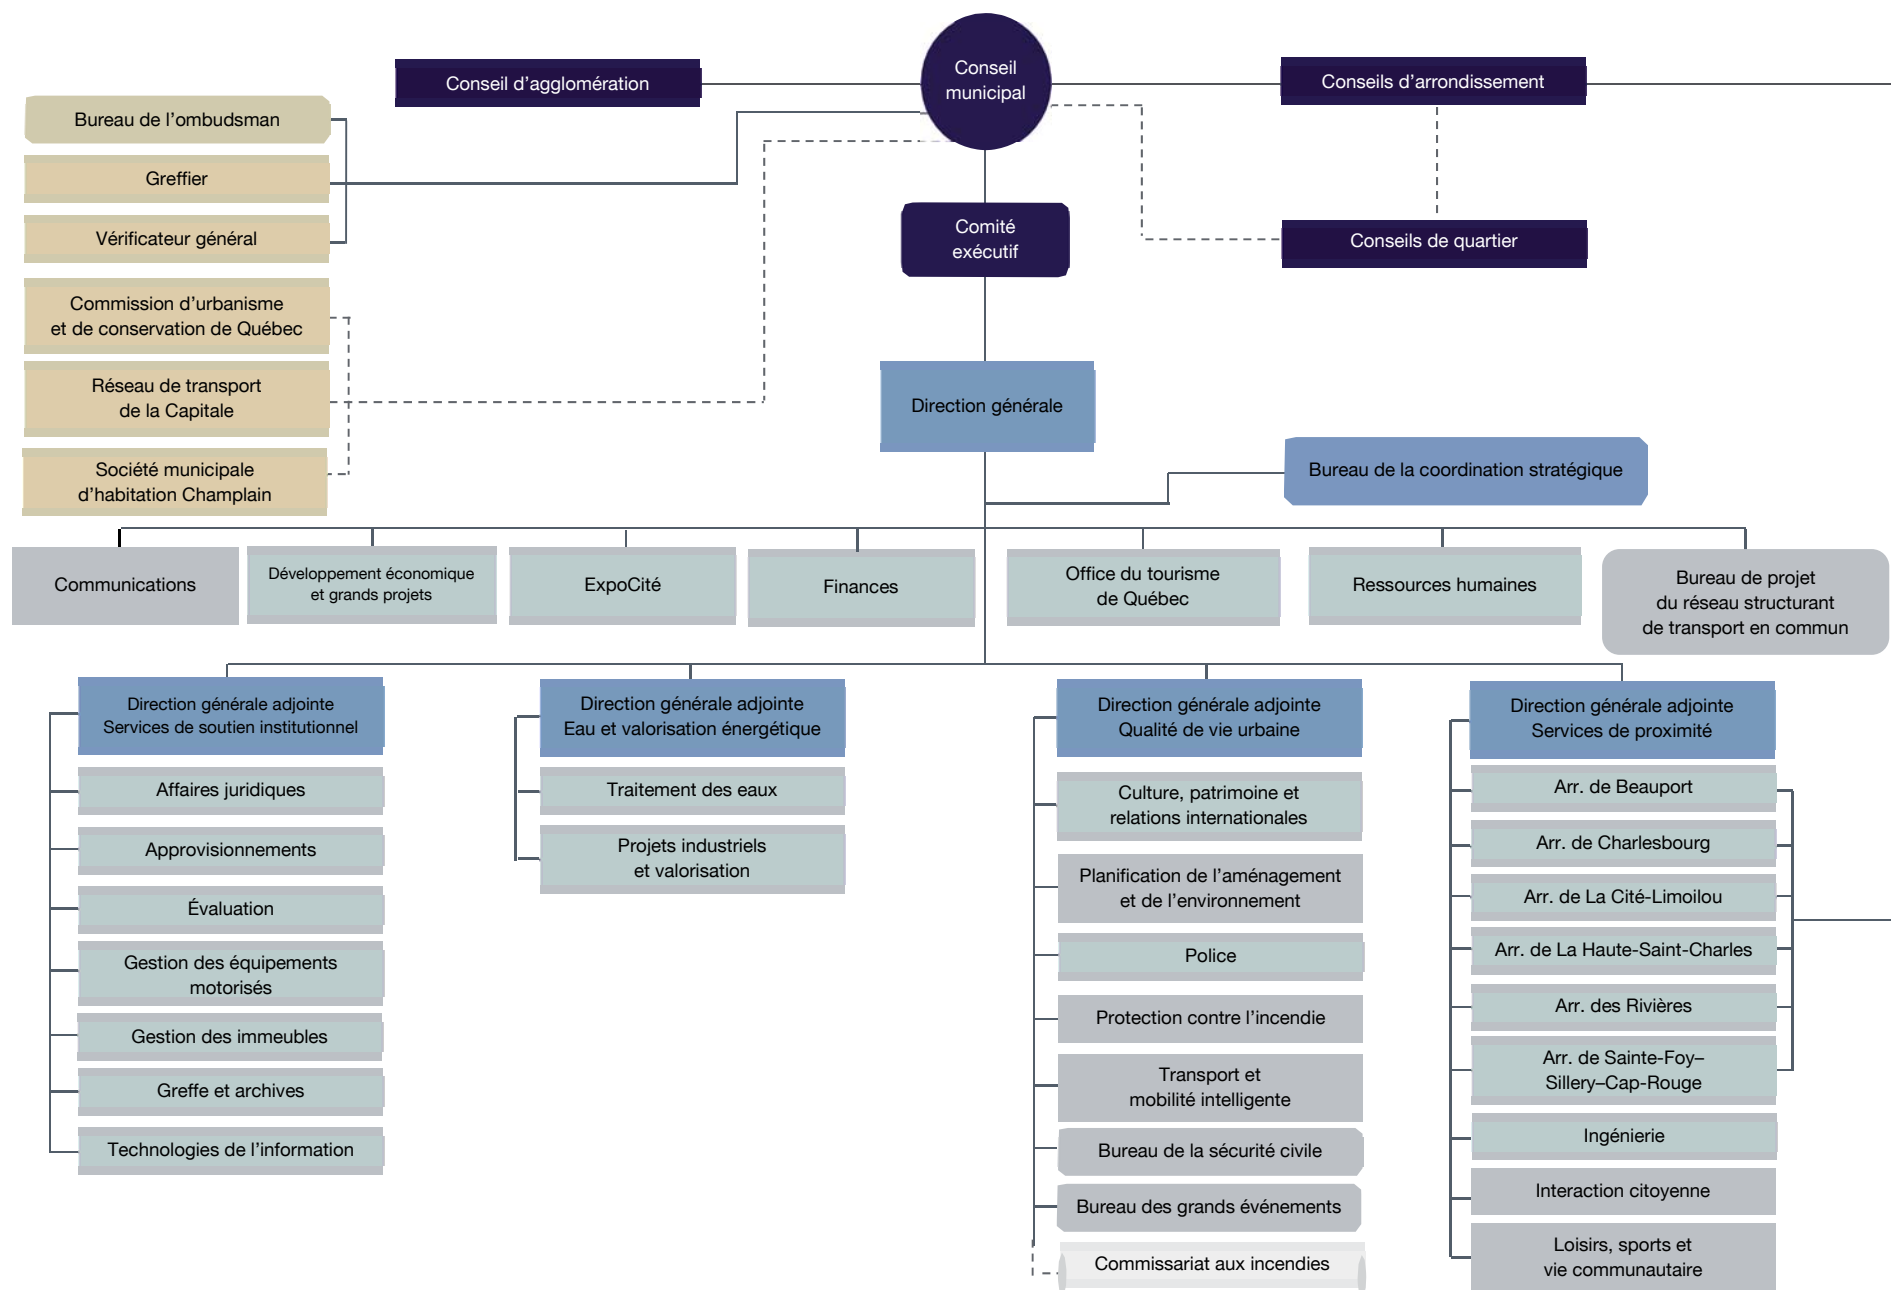 Conseil
municipal
Conseil d’agglomération
Conseils d’arrondissement
Bureau de l’ombudsman
Greffier
Vérificateur général
Comité
exécutif
Conseils de quartier
Commission d’urbanisme
et de conservation de Québec
Réseau de transport
de la Capitale
Société municipale
d’habitation Champlain
Direction générale
Bureau de la coordination stratégique
Communications
Développement économique
et grands projets
ExpoCité
Finances
Office du tourisme
de Québec
Ressources humaines
Bureau de projet
du réseau structurant
de transport en commun
Direction générale adjointe
Services de soutien institutionnel
Affaires juridiques
Approvisionnements
Évaluation
Gestion des équipements
motorisés
Gestion des immeubles
Greffe et archives
Technologies de l’information
Direction générale adjointe
Eau et valorisation énergétique
Traitement des eaux
Projets industriels
et valorisation
Direction générale adjointe
Qualité de vie urbaine
Culture, patrimoine et
relations internationales
Planification de l’aménagement
et de l’environnement
Police
Protection contre l’incendie
Transport et
mobilité intelligente
Bureau de la sécurité civile
Bureau des grands événements
Commissariat aux incendies
Direction générale adjointe
Services de proximité
Arr. de Beauport
Arr. de Charlesbourg
Arr. de La Cité-Limoilou
Arr. de La Haute-Saint-Charles
Arr. des Rivières
Arr. de Sainte-Foy–
Sillery–Cap-Rouge
Ingénierie
Interaction citoyenne
Loisirs, sports et
vie communautaire